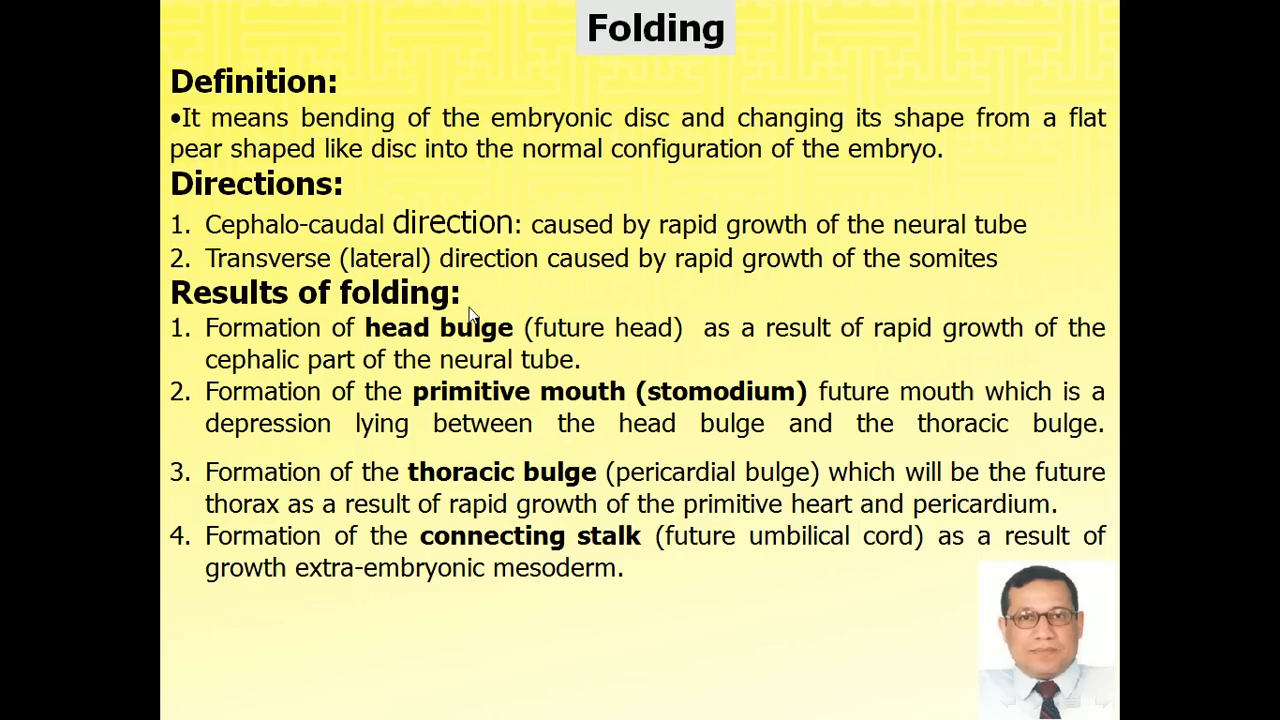 Folding
Definition:
•It means bending of the embryonic disc and changing its shape from a flat
pear shaped like disc into the normal configuration of the embryo.
Directions:
1. Cephalo-caudal direction: caused by rapid growth of the neural tube
2. Transverse (lateral) direction caused by rapid growth of the somites
Results of folding:
1. Formation of head bulge (future head) as a result of rapid growth of the
cephalic part of the neural tube.
2. Formation of the primitive mouth (stomodium) future mouth which is a
depression lying between the head bulge and the thoracic bulge.
3. Formation of the thoracic bulge (pericardial bulge) which will be the future
thorax as a result of rapid growth of the primitive heart and pericardium.
4. Formation of the connecting stalk (future umbilical cord) as a result of
growth extra-embryonic mesoderm.